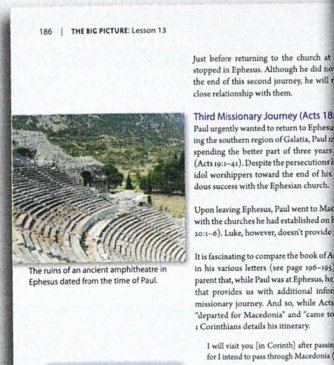 186 | THE BIG PICTURE: Lesson 13
Just before returning to the church at
stopped in Ephesus. Although he did
the end of this second journey, he will
close relationship with them.
Third Missionary Journey (Acts 18:
Paul urgently wanted to return to
ing the southern region of Galatia, Paul
spending the better part of three years
(Acts 19:1–41). Despite the persecutions
idol worshippers toward the end of his
dous success with the Ephesian church.
Upon leaving Ephesus, Paul went to
with the churches he had established on
20:1–6). Luke, however, doesn't provide
It is fascinating to compare the book of
in his various letters (see page 196–195)
parent that, while Paul was at Ephesus, he
that provides us with additional
missionary journey. And so, while Acts
"departed for Macedonia" and "came to
1 Corinthians details his itinerary.
I will visit you [in Corinth] after
for I intend to pass through Macedonia
The ruins of an ancient amphitheatre in
Ephesus dated from the time of Paul.